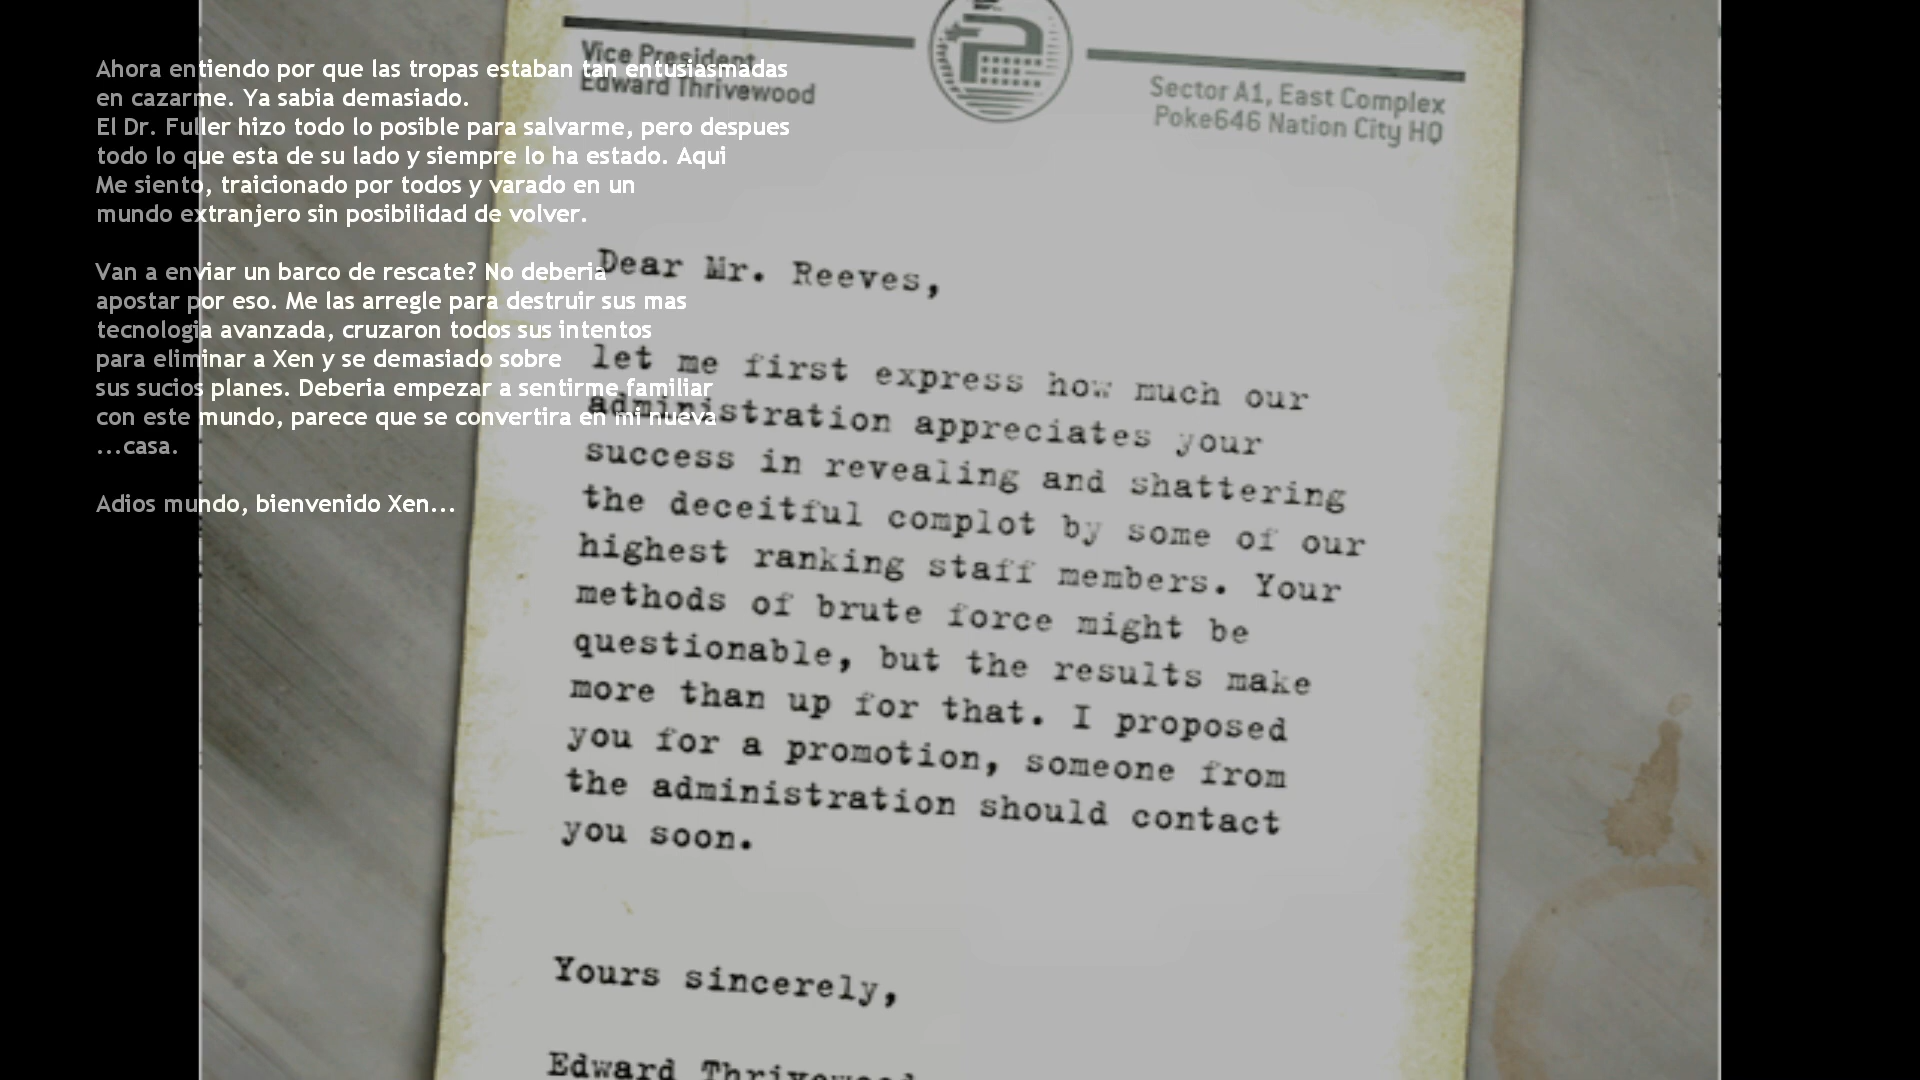 Ahora entiendo por que las tropas estaban tan entusiasmadas
en cazarme. Ya sabia demasiado.
El Dr. Fuller hizo todo lo posible para salvarme, pero despues
todo lo que esta de su lado y siempre lo ha estado. Aqui
Me siento, traicionado por todos y varado en un
mundo extranjero sin posibilidad de volver.
Van a enviar un barco de rescate? No deberia
apostar por eso. Me las arregle para destruir sus mas
tecnologia avanzada, cruzaron todos sus intentos
para eliminar a Xen y se demasiado sobre
sus sucios planes. Deberia empezar a sentirme familiar
con este mundo, parece que se convertira en mi nueva
...casa.
Adios mundo, bienvenido Xen...
Vice President
Edward Thrivewood
Sector A1, East Complex
Poke646 Nation City HQ
Dear Mr. Reeves,
let me first express how much our
administration appreciates your
success in revealing and shattering
the deceitful complot by some of our
highest ranking staff members. Your
methods of brute force might be
questionable, but the results make
more than up for that. I proposed
you for a promotion, someone from
the administration should contact
you soon.
Yours sincerely,
Edward Thrivewood